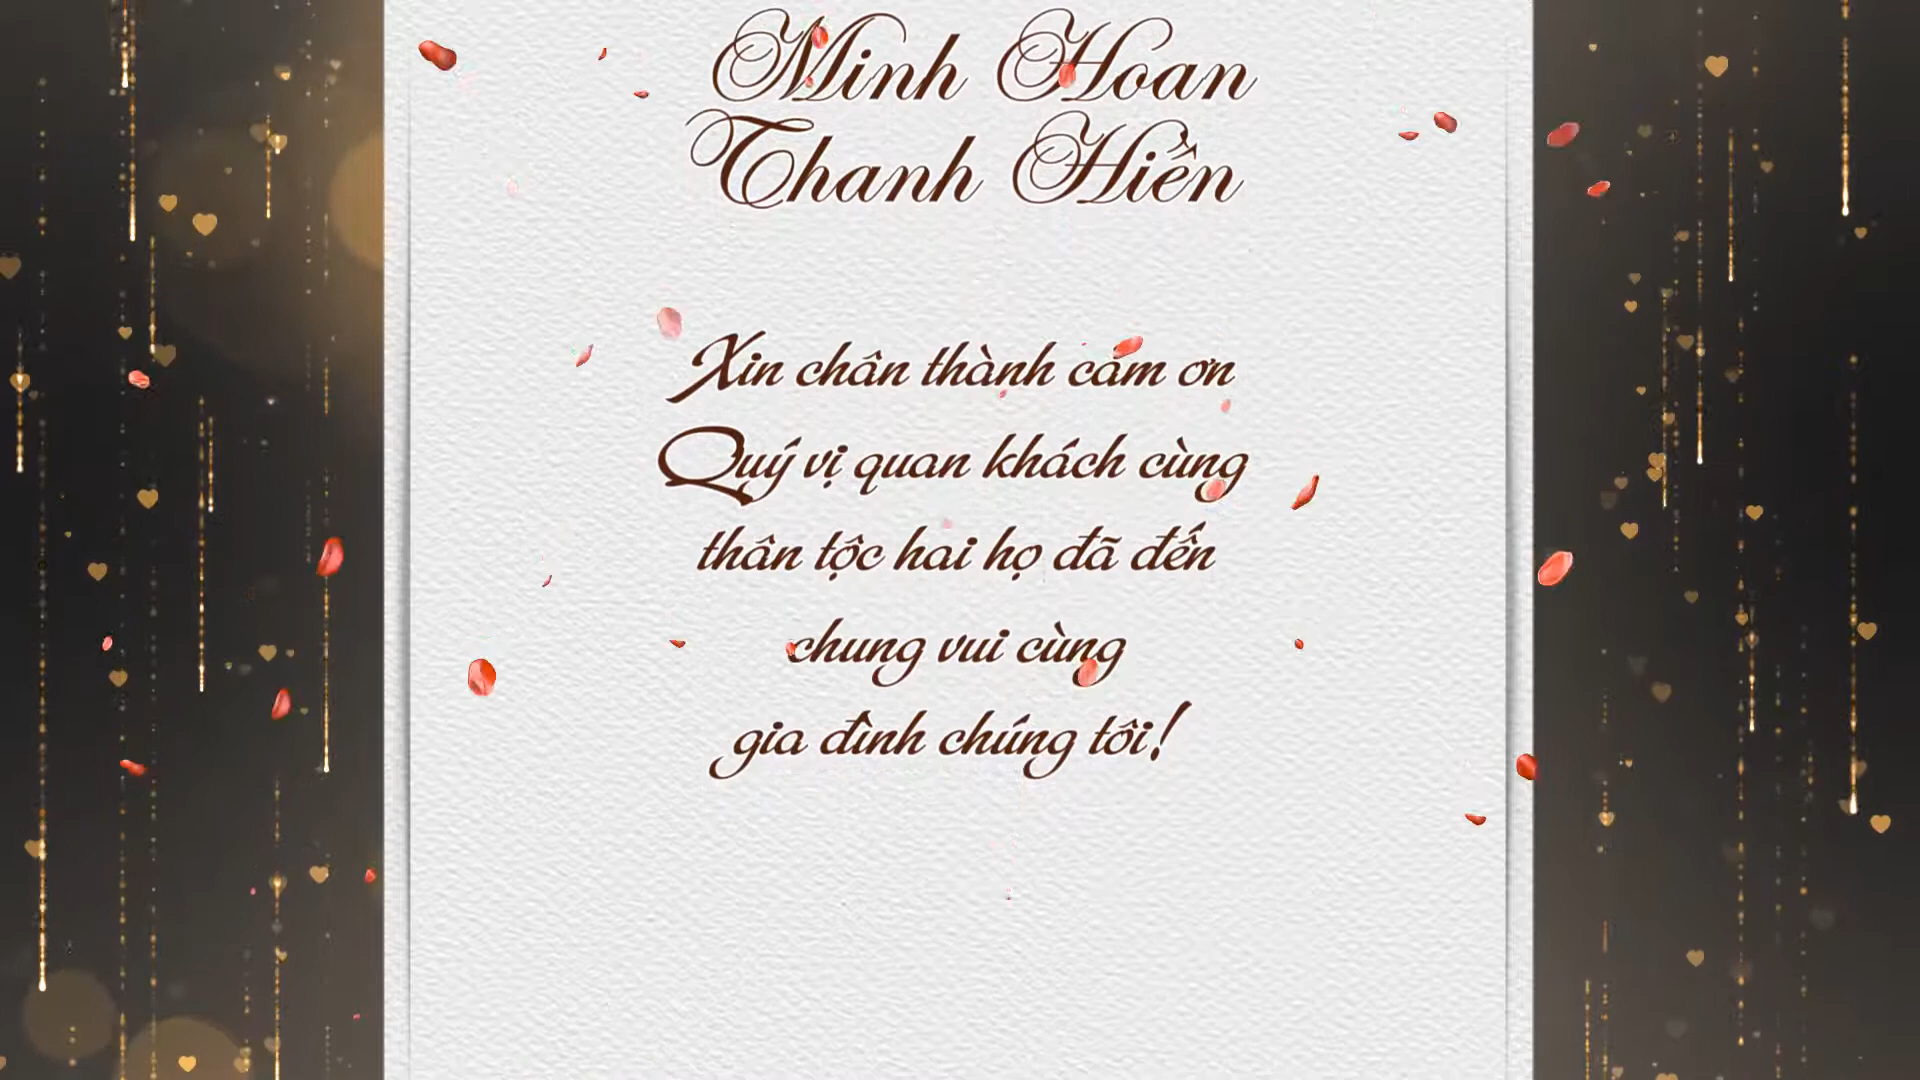 Minh Hoan
Thanh Hiền
Xin chân thành cám ơn
Quý vị quan khách cùng
thân tộc hai họ đã đến
chung vui cùng
gia đình chúng tôi!